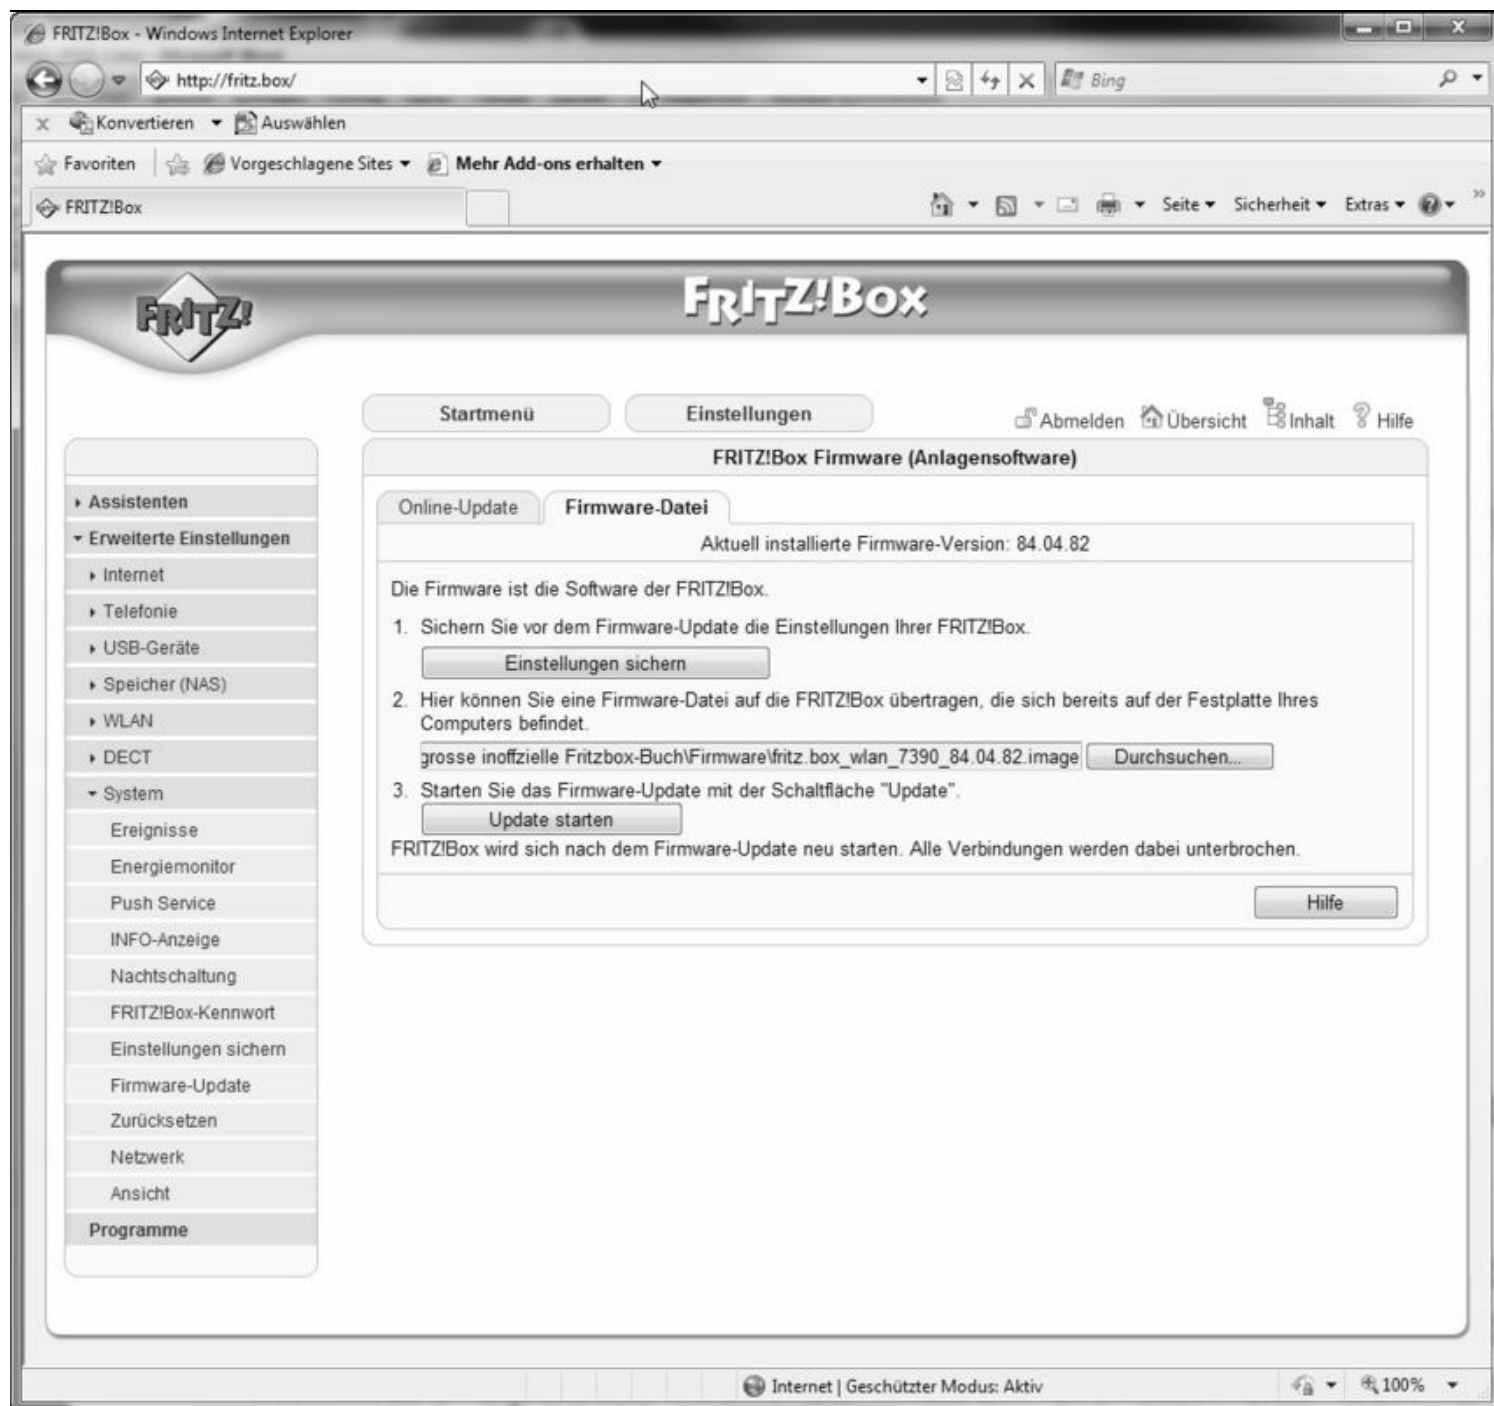 FRITZ!Box - Windows Internet Explorer
http://fritz.box/
Bing
x Konvertieren Auswählen
Favoriten Vorgeschlagene Sites Mehr Add-ons erhalten
FRITZ!Box
Seite Sicherheit Extras
FRITZ!
FRITZ!Box
Startmenü Einstellungen Abmelden Übersicht Inhalt Hilfe
FRITZ!Box Firmware (Anlagensoftware)
Assistenten
Erweiterte Einstellungen
Internet
Telefonie
USB-Geräte
Speicher (NAS)
WLAN
DECT
System
Ereignisse
Energiemonitor
Push Service
INFO-Anzeige
Nachtschaltung
FRITZ!Box-Kennwort
Einstellungen sichern
Firmware-Update
Zurücksetzen
Netzwerk
Ansicht
Programme
Online-Update Firmware-Datei
Aktuell installierte Firmware-Version: 84.04.82
Die Firmware ist die Software der FRITZ!Box.
1. Sichern Sie vor dem Firmware-Update die Einstellungen Ihrer FRITZ!Box.
Einstellungen sichern
2. Hier können Sie eine Firmware-Datei auf die FRITZ!Box übertragen, die sich bereits auf der Festplatte Ihres
Computers befindet.
grosse inoffzielle Fritzbox-Buch\Firmware\fritz.box_wlan_7390_84.04.82.image Durchsuchen...
3. Starten Sie das Firmware-Update mit der Schaltfläche "Update".
Update starten
FRITZ!Box wird sich nach dem Firmware-Update neu starten. Alle Verbindungen werden dabei unterbrochen.
Hilfe
Internet | Geschützter Modus: Aktiv
100%